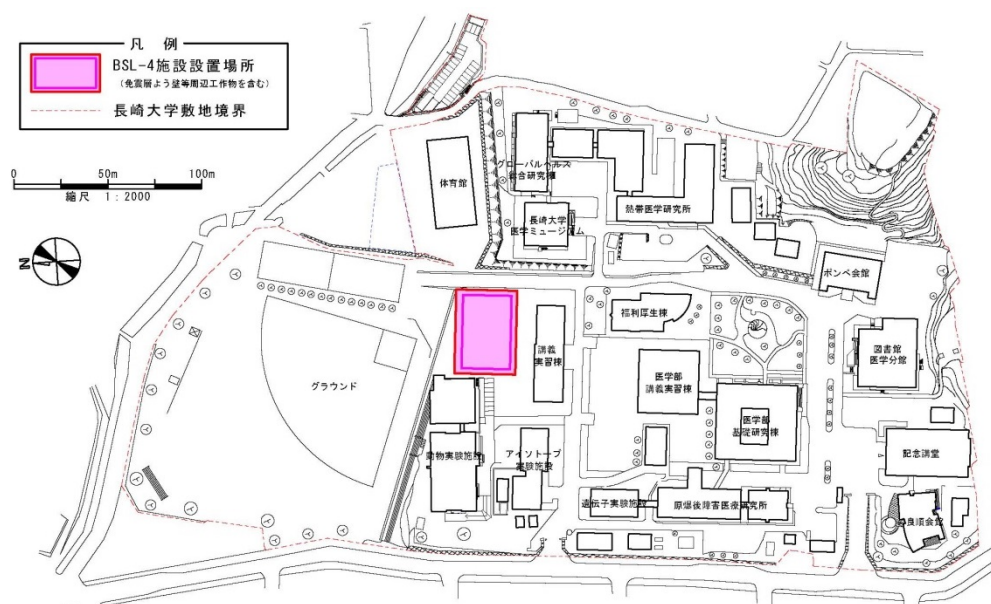 凡 例
BSL-4施設設置場所
(免震層よう壁等周辺工作物を含む)
長崎大学敷地境界
0 50m 100m
縮尺 1:2000
N
体育館
グローバルヘルス
総合研究棟
長崎大学
医学ミュージアム
熱帯医学研究所
ポンペ会館
福利厚生棟
講義
実習棟
グラウンド
医学部
講義実習棟
医学部
基礎研究棟
図書館
医学分館
記念講堂
動物実験施設
アイソトープ
実験施設
遺伝子実験施設
原爆後障害医療研究所
良順会館